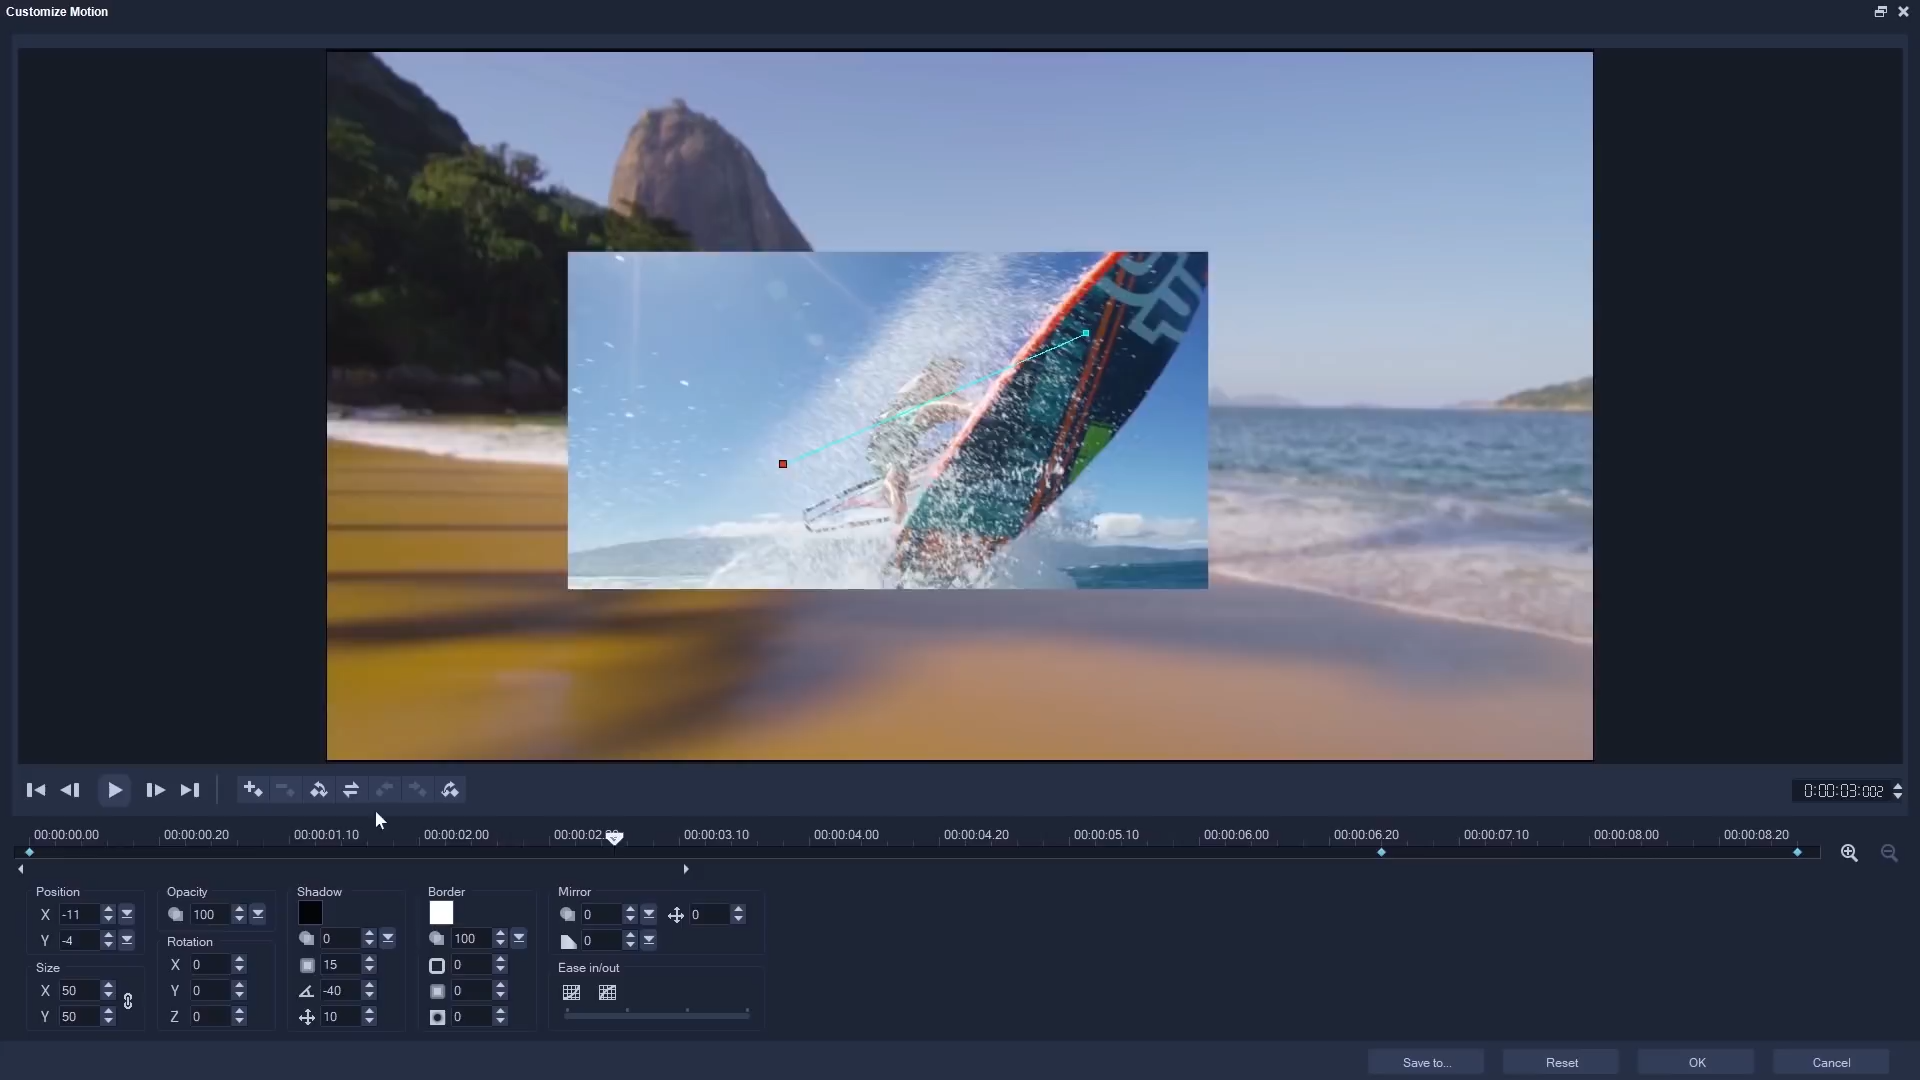 Customize Motion
0:00:03:002
00:00:00.00 00:00:00.20 00:00:01.10 00:00:02.00 00:00:03.10 00:00:04.00 00:00:04.20 00:00:05.10 00:00:06.00 00:00:06.20 00:00:07.10 00:00:08.00 00:00:08.20
Position Opacity Shadow Border Mirror
X -11 100 0 0
Y -4 Rotation 0 100 0
Size X 0 15 0 Ease in/out
X 50 Y 0 -40 0
Y 50 Z 0 10 0
Save to... Reset OK Cancel